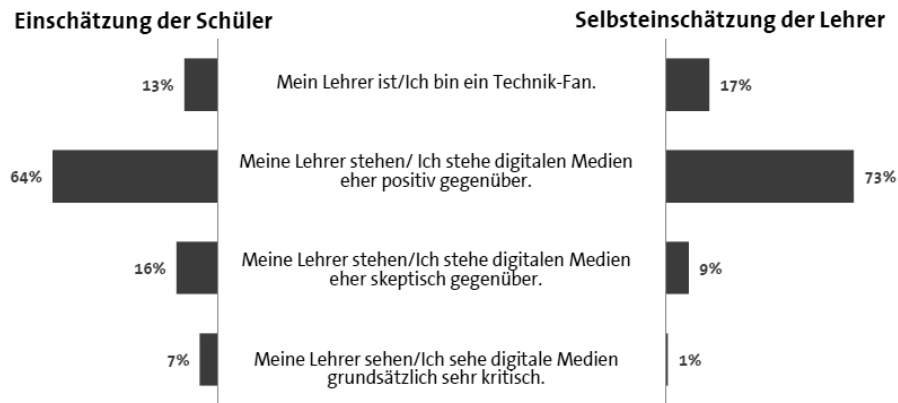 Einschätzung der Schüler
Selbsteinschätzung der Lehrer
13%
Mein Lehrer ist/Ich bin ein Technik-Fan.
17%
64%
Meine Lehrer stehen/ Ich stehe digitalen Medien
eher positiv gegenüber.
73%
16%
Meine Lehrer stehen/Ich stehe digitalen Medien
eher skeptisch gegenüber.
9%
7%
Meine Lehrer sehen/Ich sehe digitale Medien
grundsätzlich sehr kritisch.
1%